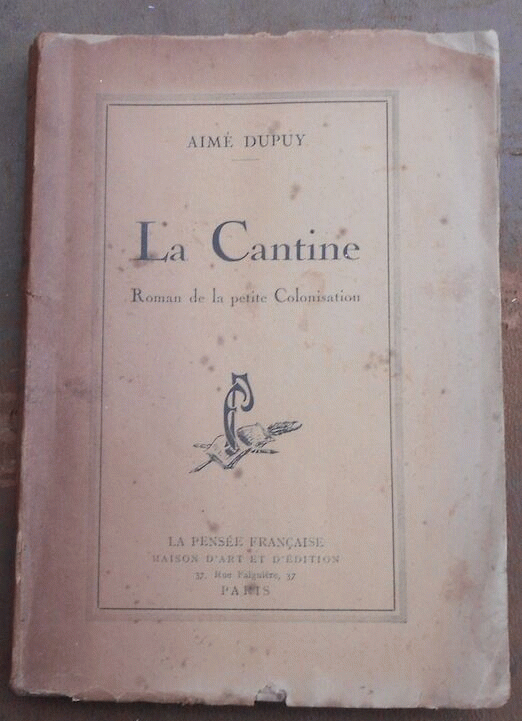 AIMÉ DUPUY
La Cantine
Roman de la petite Colonisation
LA PENSÉE FRANÇAISE
MAISON D'ART ET D'ÉDITION
37, Rue Falguière, 37
PARIS